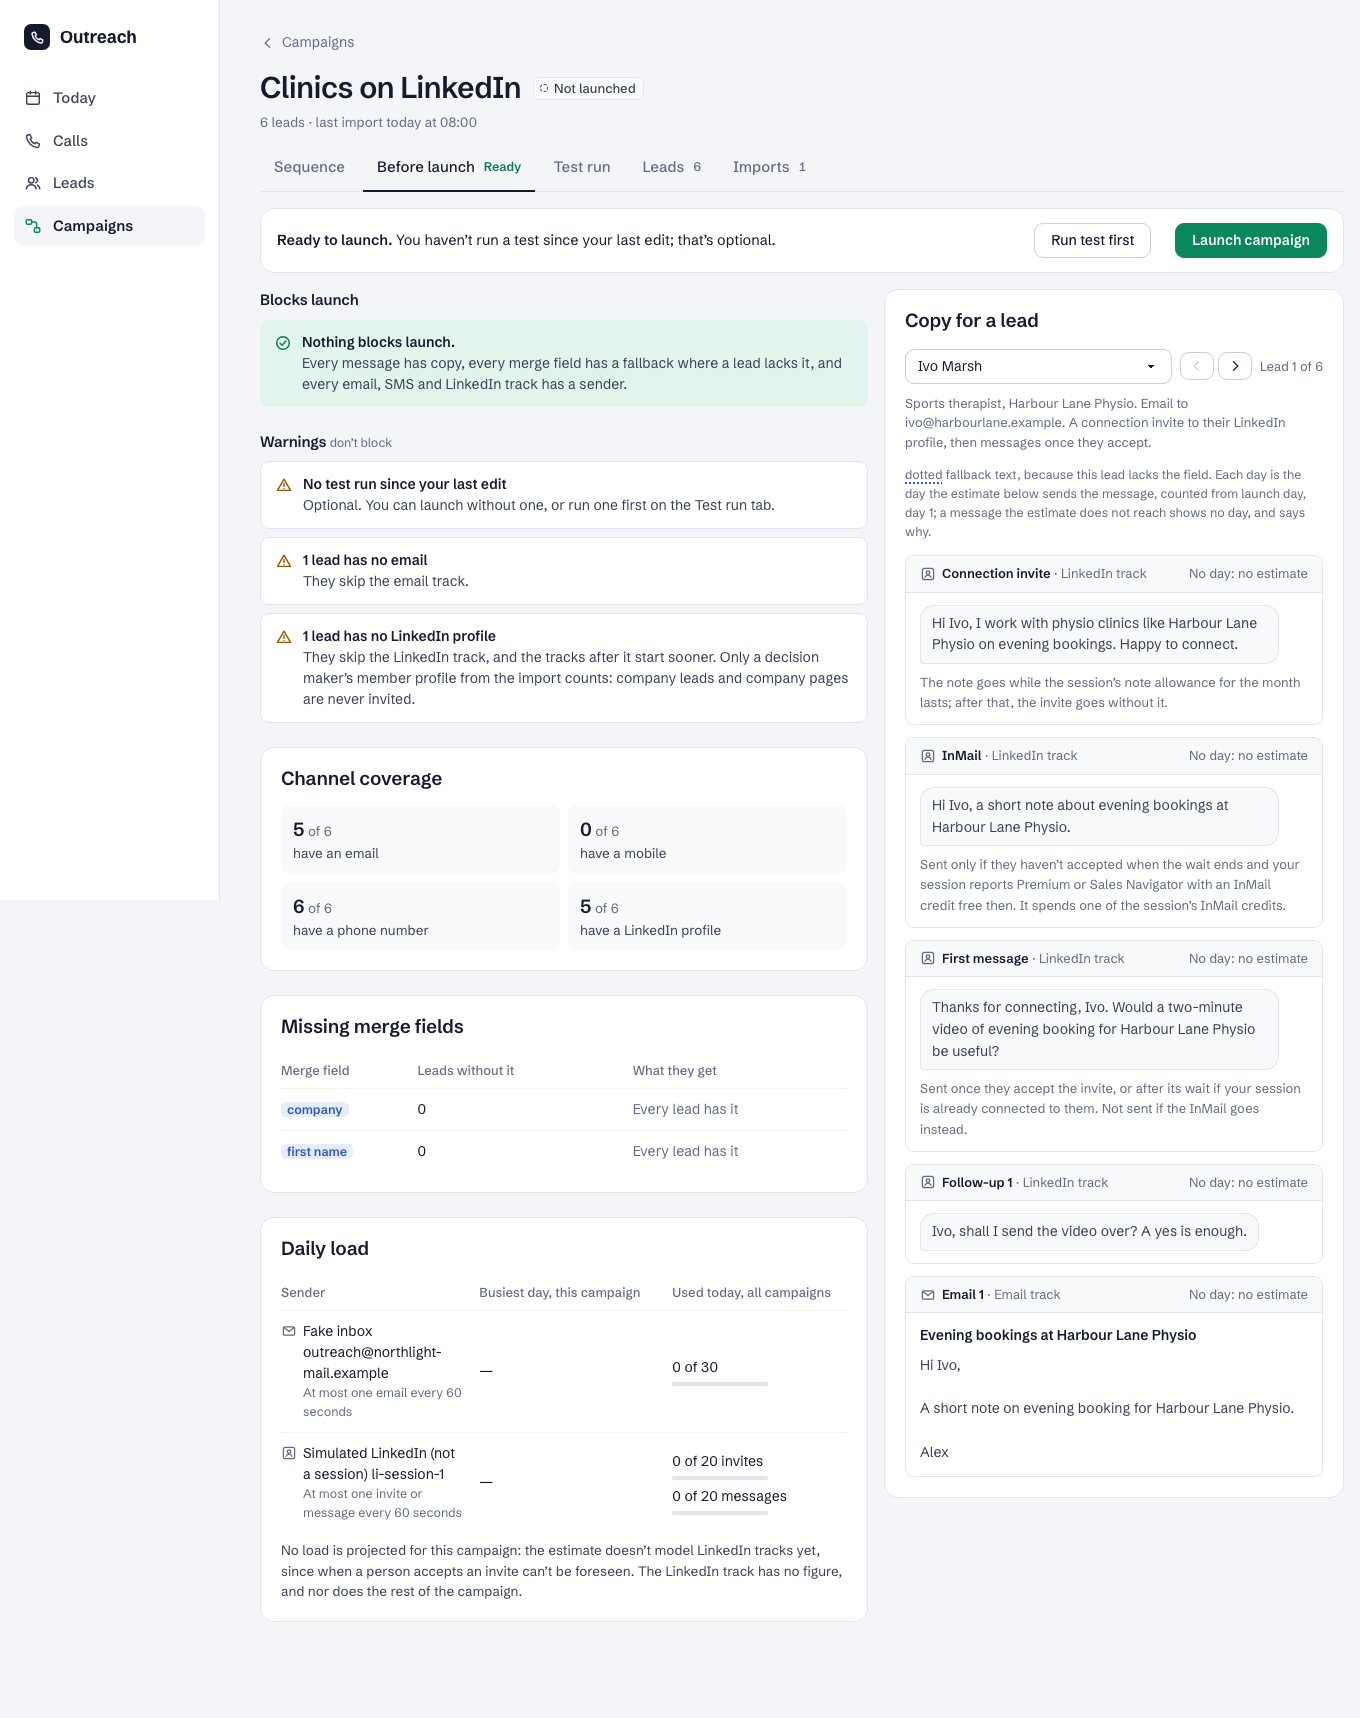 Outreach
Today
Calls
Leads
Campaigns
Campaigns
Clinics on LinkedIn
Not launched
6 leads · last import today at 08:00
Sequence
Before launch Ready
Test run
Leads 6
Imports 1
Ready to launch. You haven’t run a test since your last edit; that’s optional.
Run test first
Launch campaign
Blocks launch
Nothing blocks launch.
Every message has copy, every merge field has a fallback where a lead lacks it, and
every email, SMS and LinkedIn track has a sender.
Warnings don’t block
No test run since your last edit
Optional. You can launch without one, or run one first on the Test run tab.
1 lead has no email
They skip the email track.
1 lead has no LinkedIn profile
They skip the LinkedIn track, and the tracks after it start sooner. Only a decision
maker’s member profile from the import counts: company leads and company pages
are never invited.
Channel coverage
5 of 6
have an email
0 of 6
have a mobile
6 of 6
have a phone number
5 of 6
have a LinkedIn profile
Missing merge fields
Merge field Leads without it What they get
company 0 Every lead has it
first name 0 Every lead has it
Daily load
Sender Busiest day, this campaign Used today, all campaigns
Fake inbox
outreach@northlight-
mail.example
At most one email every 60
seconds
—
0 of 30
Simulated LinkedIn (not
a session) li-session-1
At most one invite or
message every 60 seconds
—
0 of 20 invites
0 of 20 messages
No load is projected for this campaign: the estimate doesn’t model LinkedIn tracks yet,
since when a person accepts an invite can’t be foreseen. The LinkedIn track has no figure,
and nor does the rest of the campaign.
Copy for a lead
Ivo Marsh
Lead 1 of 6
Sports therapist, Harbour Lane Physio. Email to
ivo@harbourlane.example. A connection invite to their LinkedIn
profile, then messages once they accept.
dotted fallback text, because this lead lacks the field. Each day is the
day the estimate below sends the message, counted from launch day,
day 1; a message the estimate does not reach shows no day, and says
why.
Connection invite · LinkedIn track No day: no estimate
Hi Ivo, I work with physio clinics like Harbour Lane
Physio on evening bookings. Happy to connect.
The note goes while the session’s note allowance for the month
lasts; after that, the invite goes without it.
InMail · LinkedIn track No day: no estimate
Hi Ivo, a short note about evening bookings at
Harbour Lane Physio.
Sent only if they haven’t accepted when the wait ends and your
session reports Premium or Sales Navigator with an InMail
credit free then. It spends one of the session’s InMail credits.
First message · LinkedIn track No day: no estimate
Thanks for connecting, Ivo. Would a two-minute
video of evening booking for Harbour Lane Physio
be useful?
Sent once they accept the invite, or after its wait if your session
is already connected to them. Not sent if the InMail goes
instead.
Follow-up 1 · LinkedIn track No day: no estimate
Ivo, shall I send the video over? A yes is enough.
Email 1 · Email track No day: no estimate
Evening bookings at Harbour Lane Physio
Hi Ivo,
A short note on evening booking for Harbour Lane Physio.
Alex